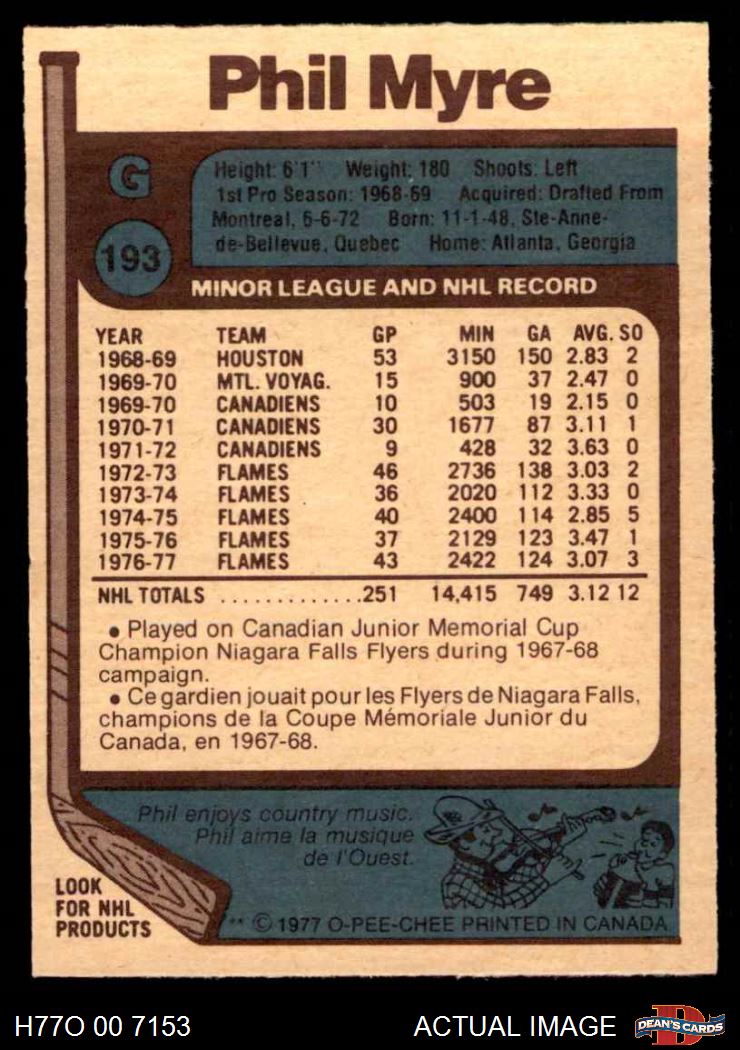 Phil Myre
G
193
Height: 6'1" Weight: 180 Shoots: Left
1st Pro Season: 1968-69 Acquired: Drafted From
Montreal, 6-6-72 Born: 11-1-48, Ste-Anne-
de-Bellevue, Quebec Home: Atlanta, Georgia
MINOR LEAGUE AND NHL RECORD
YEAR TEAM GP MIN GA AVG. SO
1968-69 HOUSTON 53 3150 150 2.83 2
1969-70 MTL. VOYAG. 15 900 37 2.47 0
1969-70 CANADIENS 10 503 19 2.15 0
1970-71 CANADIENS 30 1677 87 3.11 1
1971-72 CANADIENS 9 428 32 3.63 0
1972-73 FLAMES 46 2736 138 3.03 2
1973-74 FLAMES 36 2020 112 3.33 0
1974-75 FLAMES 40 2400 114 2.85 5
1975-76 FLAMES 37 2129 123 3.47 1
1976-77 FLAMES 43 2422 124 3.07 3
NHL TOTALS .............251 14,415 749 3.12 12
• Played on Canadian Junior Memorial Cup
Champion Niagara Falls Flyers during 1967-68
campaign.
• Ce gardien jouait pour les Flyers de Niagara Falls,
champions de la Coupe Mémoriale Junior du
Canada, en 1967-68.
Phil enjoys country music.
Phil aime la musique
de l'Ouest.
LOOK
FOR NHL
PRODUCTS
** © 1977 O-PEE-CHEE PRINTED IN CANADA
H77O 00 7153
ACTUAL IMAGE
D
DEAN'S CARDS